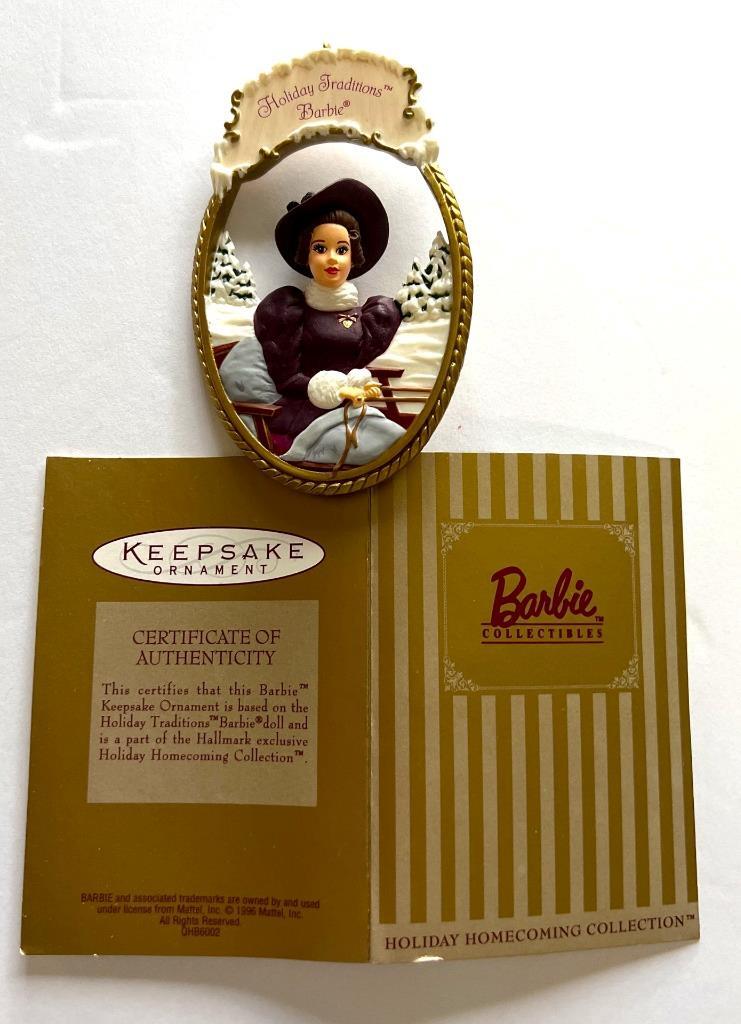 Holiday Traditions™
Barbie®
KEEPSAKE
ORNAMENT
CERTIFICATE OF
AUTHENTICITY
This certifies that this Barbie™
Keepsake Ornament is based on the
Holiday Traditions™ Barbie® doll and
is a part of the Hallmark exclusive
Holiday Homecoming Collection™.
BARBIE and associated trademarks are owned by and used
under license from Mattel, Inc. © 1996 Mattel, Inc.
All Rights Reserved.
QHB6002
Barbie™
COLLECTIBLES
HOLIDAY HOMECOMING COLLECTION™